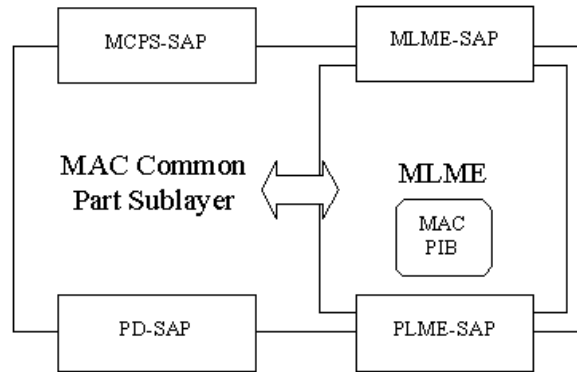 MCPS-SAP
MLME-SAP
MAC Common
Part Sublayer
MLME
MAC
PIB
PD-SAP
PLME-SAP